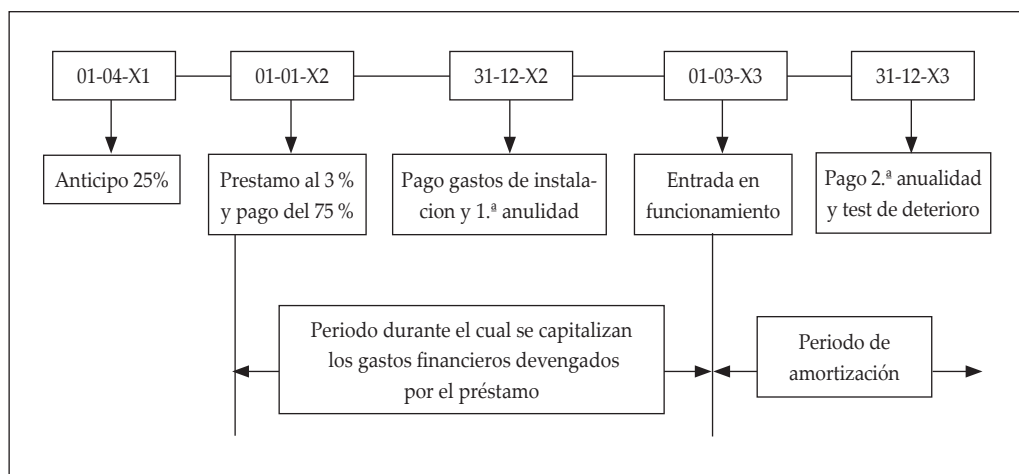 01-04-X1
01-01-X2
31-12-X2
01-03-X3
31-12-X3
Anticipo 25%
Prestamo al 3 %
y pago del 75 %
Pago gastos de instala-
cion y 1.ª anulidad
Entrada en
funcionamiento
Pago 2.ª anualidad
y test de deterioro
Periodo durante el cual se capitalizan
los gastos financieros devengados
por el préstamo
Periodo de
amortización